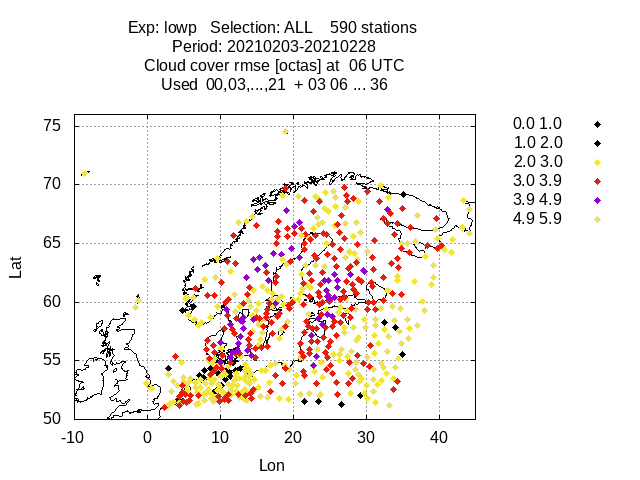 Exp: lowp Selection: ALL 590 stations
Period: 20210203-20210228
Cloud cover rmse [octas] at 06 UTC
Used 00,03,...,21 + 03 06 ... 36
0.0 1.0
1.0 2.0
2.0 3.0
3.0 3.9
3.9 4.9
4.9 5.9
Lat
75
70
65
60
55
50
-10 0 10 20 30 40
Lon